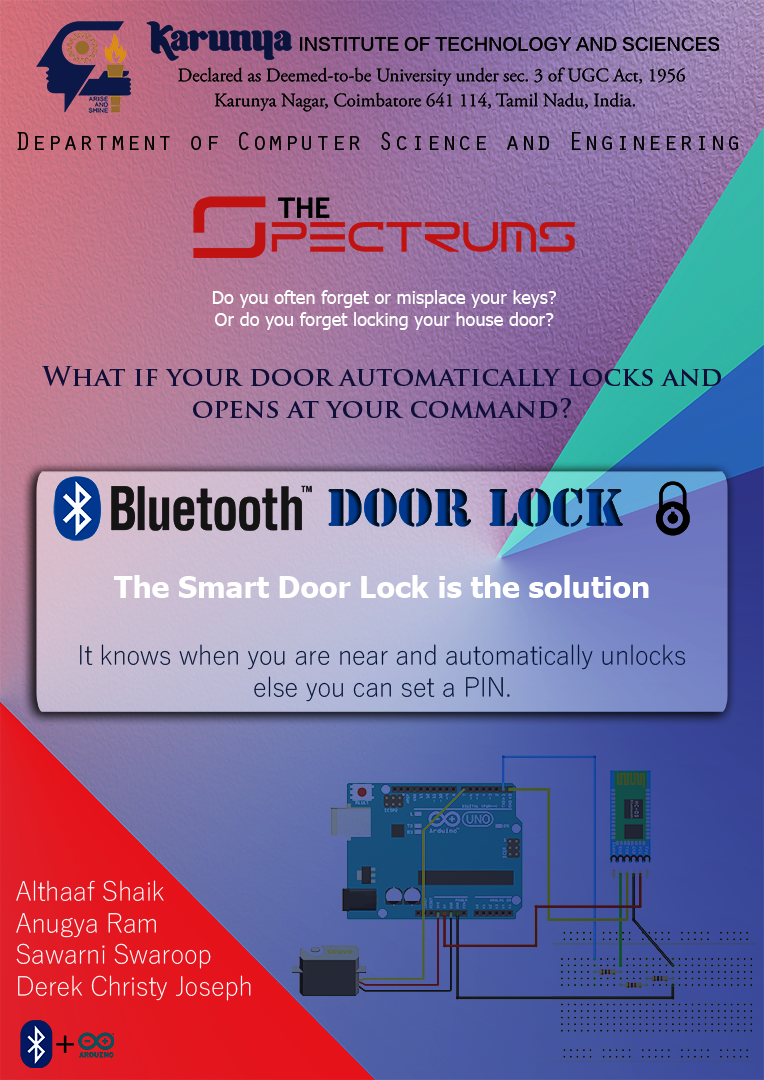 ARISE
AND
SHINE
Karunya INSTITUTE OF TECHNOLOGY AND SCIENCES
Declared as Deemed-to-be University under sec. 3 of UGC Act, 1956
Karunya Nagar, Coimbatore 641 114, Tamil Nadu, India.
DEPARTMENT OF COMPUTER SCIENCE AND ENGINEERING
THE
SPECTRUMS
Do you often forget or misplace your keys?
Or do you forget locking your house door?
WHAT IF YOUR DOOR AUTOMATICALLY LOCKS AND
OPENS AT YOUR COMMAND?
Bluetooth™ DOOR LOCK
The Smart Door Lock is the solution
It knows when you are near and automatically unlocks
else you can set a PIN.
RESET
UNO
Arduino™
HC-05
Althaaf Shaik
Anugya Ram
Sawarni Swaroop
Derek Christy Joseph
+
ARDUINO